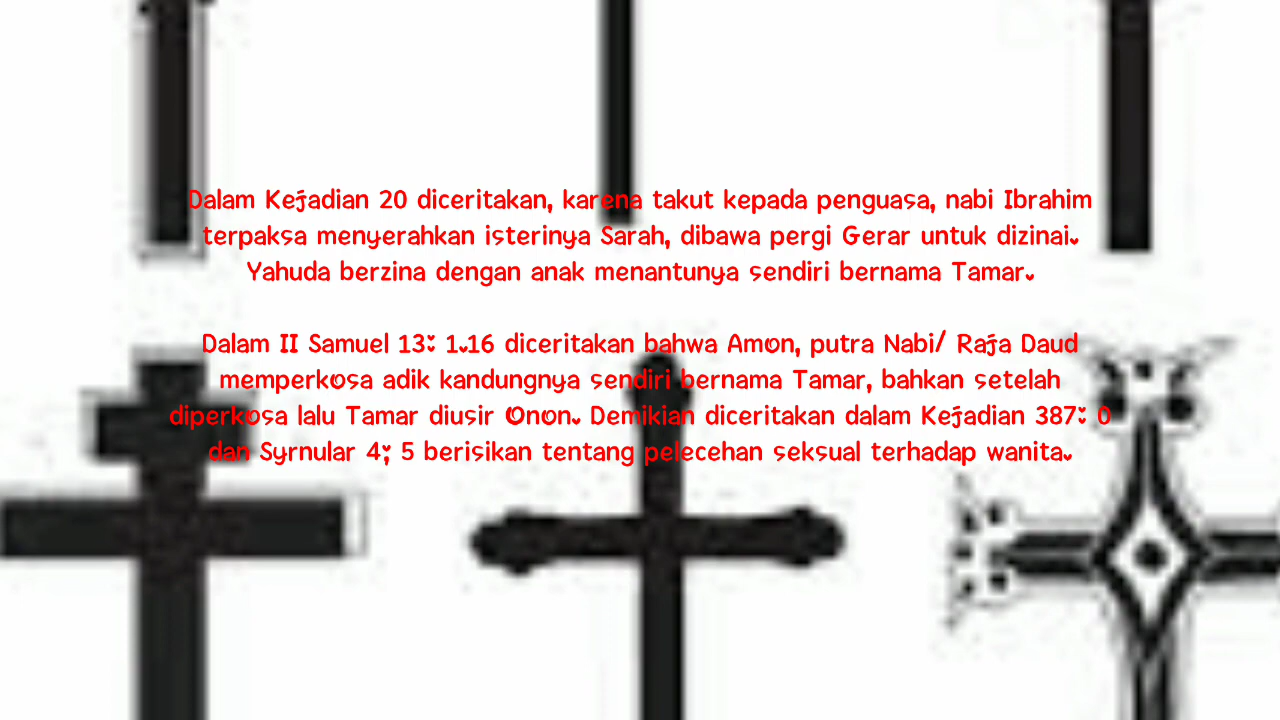 Dalam Kejadian 20 diceritakan, karena takut kepada penguasa, nabi Ibrahim
terpaksa menyerahkan isterinya Sarah, dibawa pergi Gerar untuk dizinai.
Yahuda berzina dengan anak menantunya sendiri bernama Tamar.
Dalam II Samuel 13: 1.16 diceritakan bahwa Amon, putra Nabi/ Raja Daud
memperkosa adik kandungnya sendiri bernama Tamar, bahkan setelah
diperkosa lalu Tamar diusir Onon. Demikian diceritakan dalam Kejadian 387: 0
dan Syrnular 4; 5 berisikan tentang pelecehan seksual terhadap wanita.